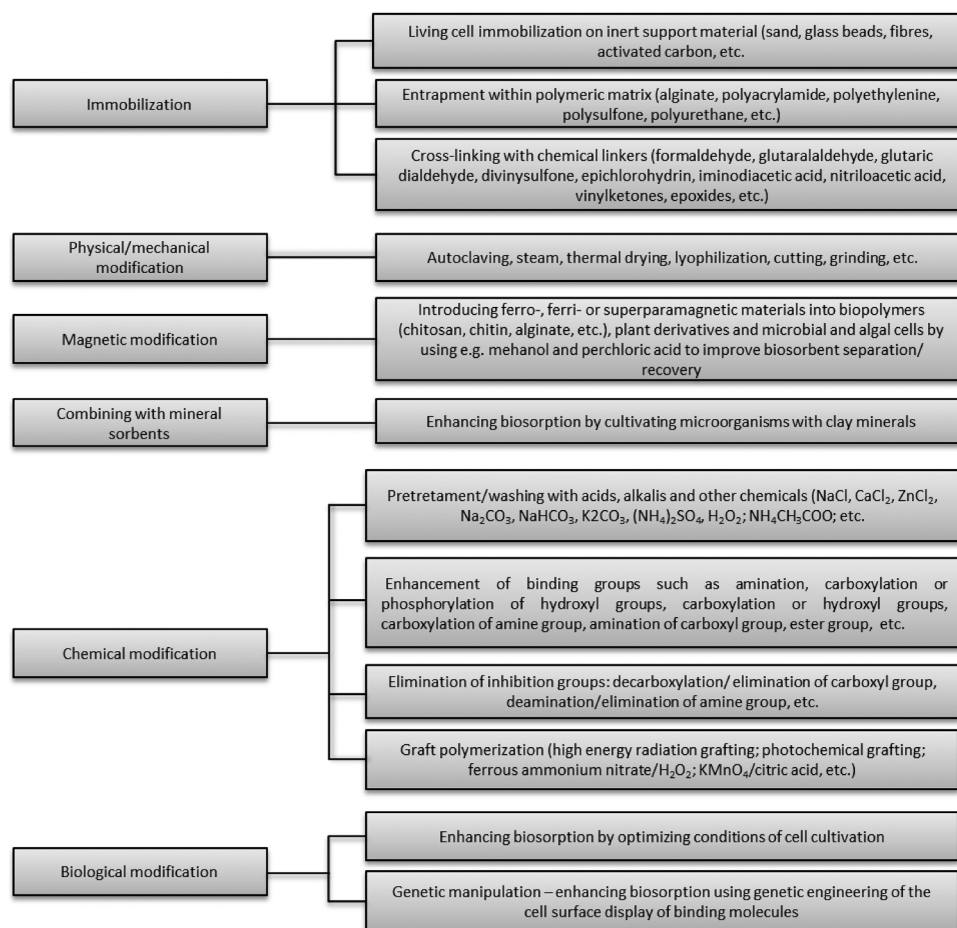 Living cell immobilization on inert support material (sand, glass beads, fibres,
activated carbon, etc.
Immobilization
Entrapment within polymeric matrix (alginate, polyacrylamide, polyethylenine,
polysulfone, polyurethane, etc.)
Cross-linking with chemical linkers (formaldehyde, glutaralaldehyde, glutaric
dialdehyde, divinysulfone, epichlorohydrin, iminodiacetic acid, nitriloacetic acid,
vinylketones, epoxides, etc.)
Physical/mechanical
modification
Autoclaving, steam, thermal drying, lyophilization, cutting, grinding, etc.
Magnetic modification
Introducing ferro-, ferri- or superparamagnetic materials into biopolymers
(chitosan, chitin, alginate, etc.), plant derivatives and microbial and algal cells by
using e.g. mehanol and perchloric acid to improve biosorbent separation/
recovery
Combining with mineral
sorbents
Enhancing biosorption by cultivating microorganisms with clay minerals
Chemical modification
Pretretament/washing with acids, alkalis and other chemicals (NaCl, CaCl₂, ZnCl₂,
Na₂CO₃, NaHCO₃, K2CO₃, (NH₄)₂SO₄, H₂O₂; NH₄CH₃COO; etc.
Enhancement of binding groups such as amination, carboxylation or
phosphorylation of hydroxyl groups, carboxylation or hydroxyl groups,
carboxylation of amine group, amination of carboxyl group, ester group, etc.
Elimination of inhibition groups: decarboxylation/ elimination of carboxyl group,
deamination/elimination of amine group, etc.
Graft polymerization (high energy radiation grafting; photochemical grafting;
ferrous ammonium nitrate/H₂O₂; KMnO₄/citric acid, etc.)
Biological modification
Enhancing biosorption by optimizing conditions of cell cultivation
Genetic manipulation – enhancing biosorption using genetic engineering of the
cell surface display of binding molecules